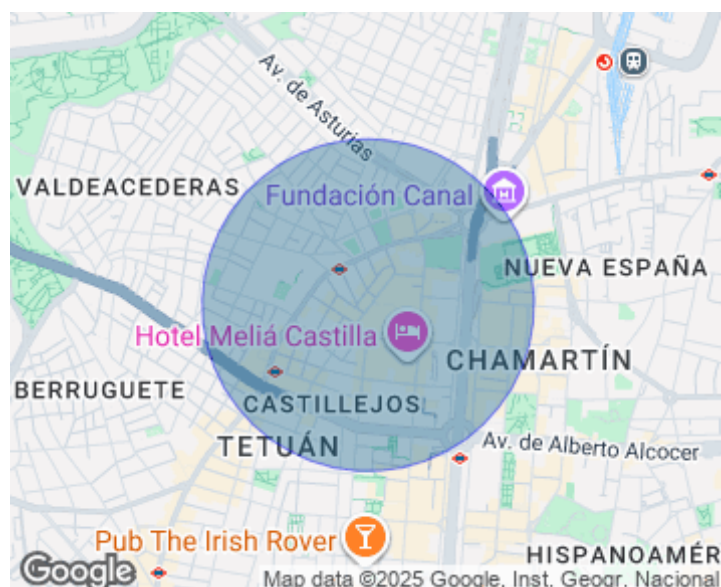 Av. de Asturias
VALDEACEDERAS
Fundación Canal
NUEVA ESPAÑA
Hotel Meliá Castilla
CHAMARTÍN
BERRUGUETE
CASTILLEJOS
TETUÁN
Av. de Alberto Alcocer
Pub The Irish Rover
HISPANOAMÉR
Google
Map data ©2025 Google, Inst. Geogr. Nacional